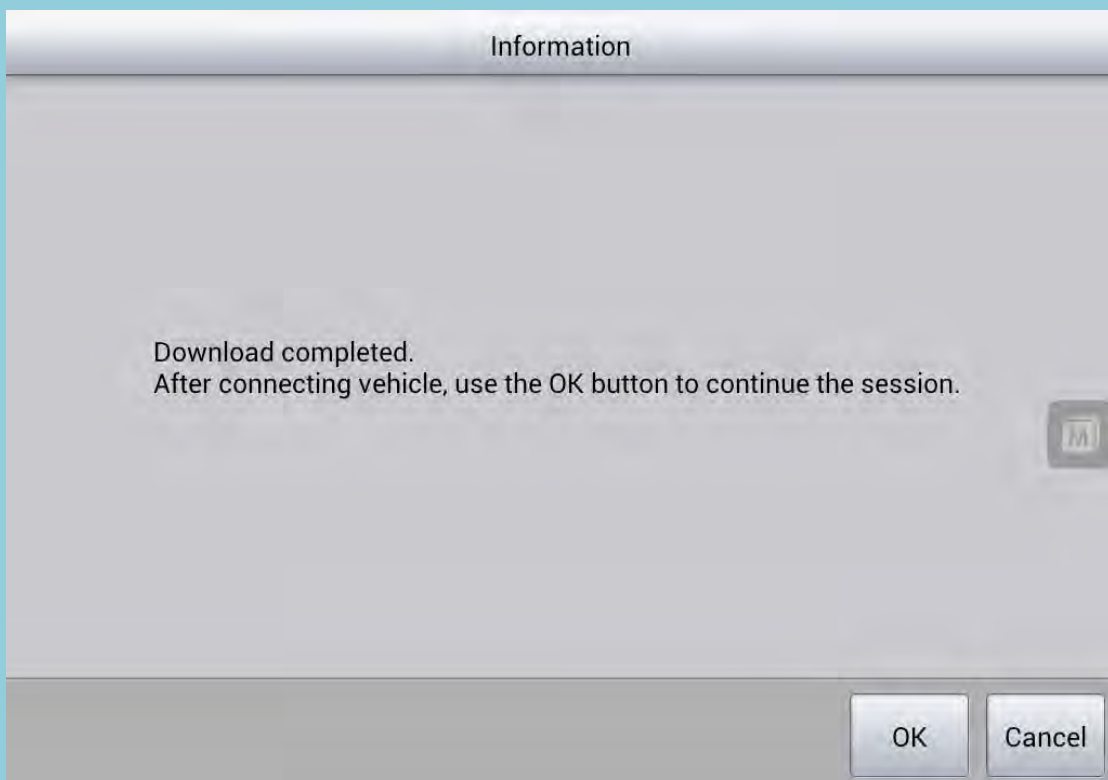 Information
Download completed.
After connecting vehicle, use the OK button to continue the session.
M
OK
Cancel